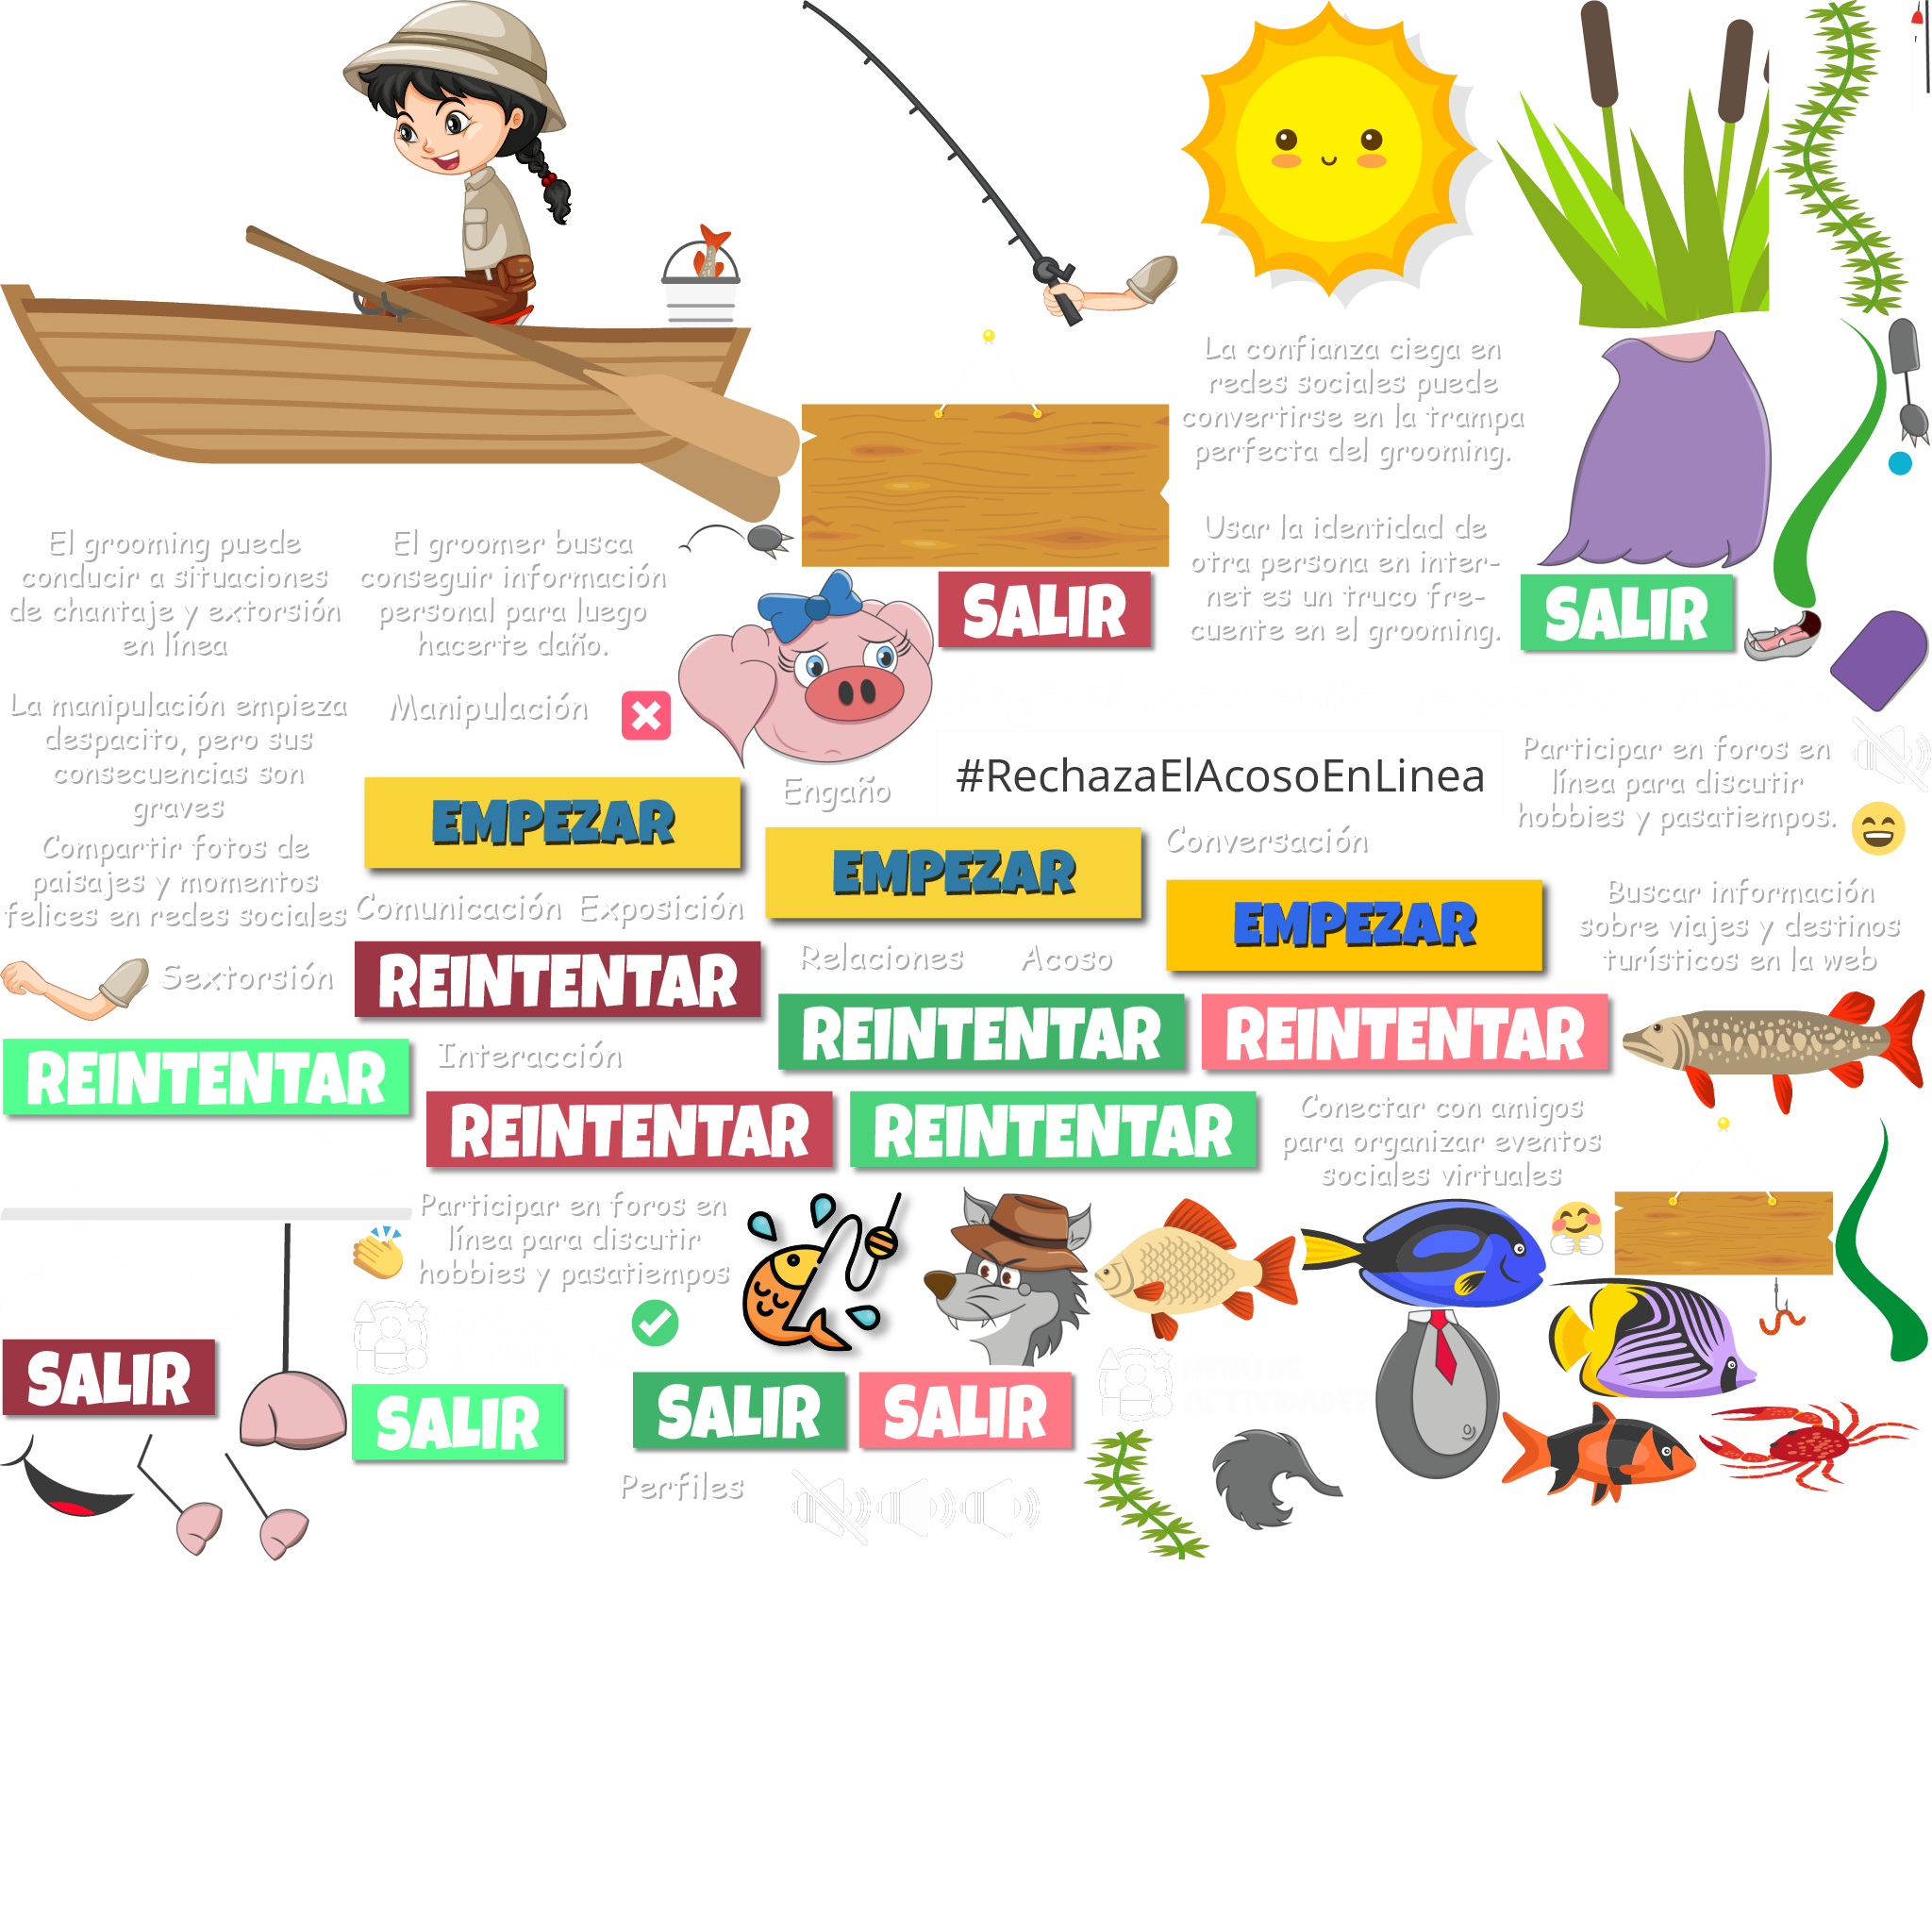 La confianza ciega en
redes sociales puede
convertirse en la trampa
perfecta del grooming.
El grooming puede
conducir a situaciones
de chantaje y extorsión
en línea
El groomer busca
conseguir información
personal para luego
hacerte daño.
Usar la identidad de
otra persona en inter-
net es un truco fre-
cuente en el grooming.
SALIR
SALIR
La manipulación empieza
despacito, pero sus
consecuencias son
graves
Manipulación
Engaño
#RechazaElAcosoEnLinea
Participar en foros en
línea para discutir
hobbies y pasatiempos.
EMPEZAR
EMPEZAR
Conversación
EMPEZAR
Compartir fotos de
paisajes y momentos
felices en redes sociales
Comunicación
Exposición
Buscar información
sobre viajes y destinos
turísticos en la web
Sextorsión
REINTENTAR
Relaciones
Acoso
REINTENTAR
REINTENTAR
REINTENTAR
Interacción
REINTENTAR
REINTENTAR
Conectar con amigos
para organizar eventos
sociales virtuales
Participar en foros en
línea para discutir
hobbies y pasatiempos
SALIR
SALIR
SALIR
SALIR
Perfiles